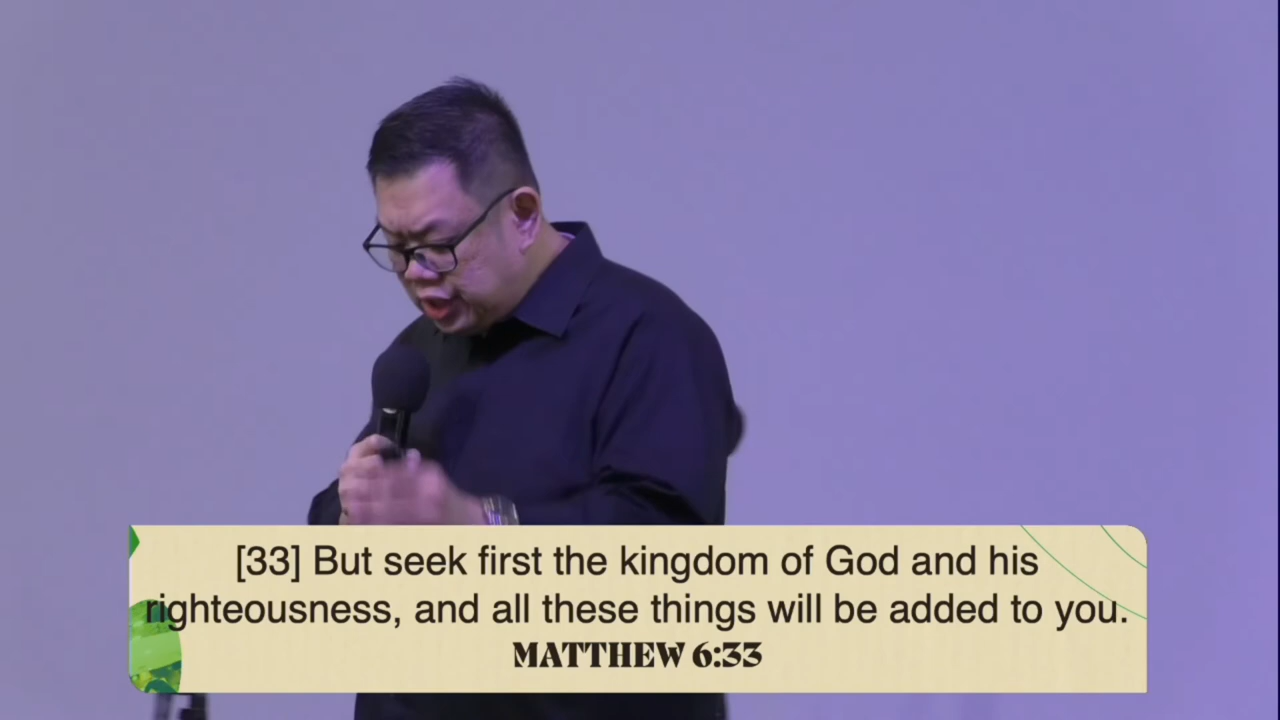 [33] But seek first the kingdom of God and his
righteousness, and all these things will be added to you.
MATTHEW 6:33